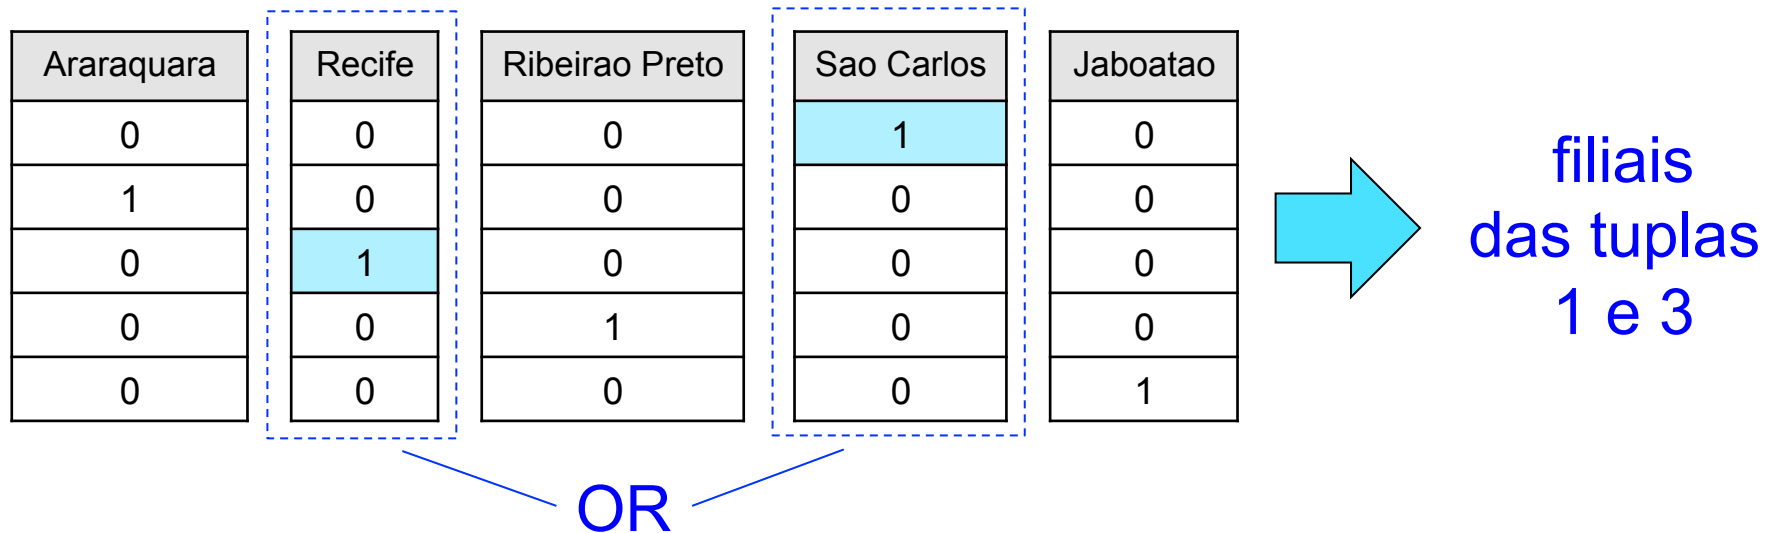 Araraquara Recife Ribeirao Preto Sao Carlos Jaboatao
0 0 0 1 0
1 0 0 0 0
0 1 0 0 0
0 0 1 0 0
0 0 0 0 1
filiais
das tuplas
1 e 3
OR